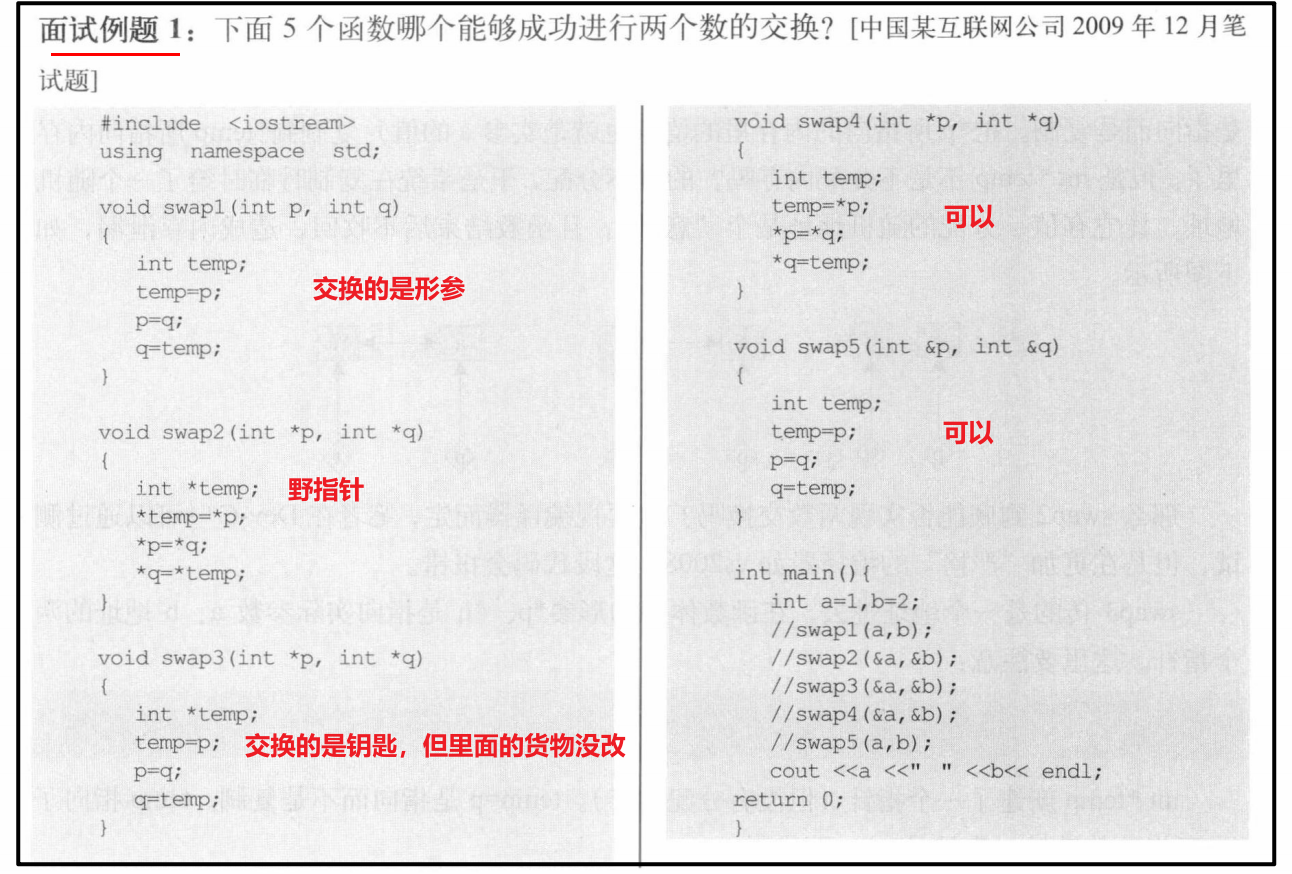 面试例题 1：下面 5 个函数哪个能够成功进行两个数的交换？[中国某互联网公司 2009 年 12 月笔
试题]
#include <iostream>
using namespace std;
void swap1(int p, int q)
{
int temp;
temp=p; 交换的是形参
p=q;
q=temp;
}
void swap2(int *p, int *q)
{
int *temp; 野指针
*temp=*p;
*p=*q;
*q=*temp;
}
void swap3(int *p, int *q)
{
int *temp;
temp=p; 交换的是钥匙，但里面的货物没改
p=q;
q=temp;
}
void swap4(int *p, int *q)
{
int temp;
temp=*p; 可以
*p=*q;
*q=temp;
}
void swap5(int &p, int &q)
{
int temp;
temp=p; 可以
p=q;
q=temp;
}
int main(){
int a=1,b=2;
//swap1(a,b);
//swap2(&a,&b);
//swap3(&a,&b);
//swap4(&a,&b);
//swap5(a,b);
cout <<a <<" " <<b<< endl;
return 0;
}